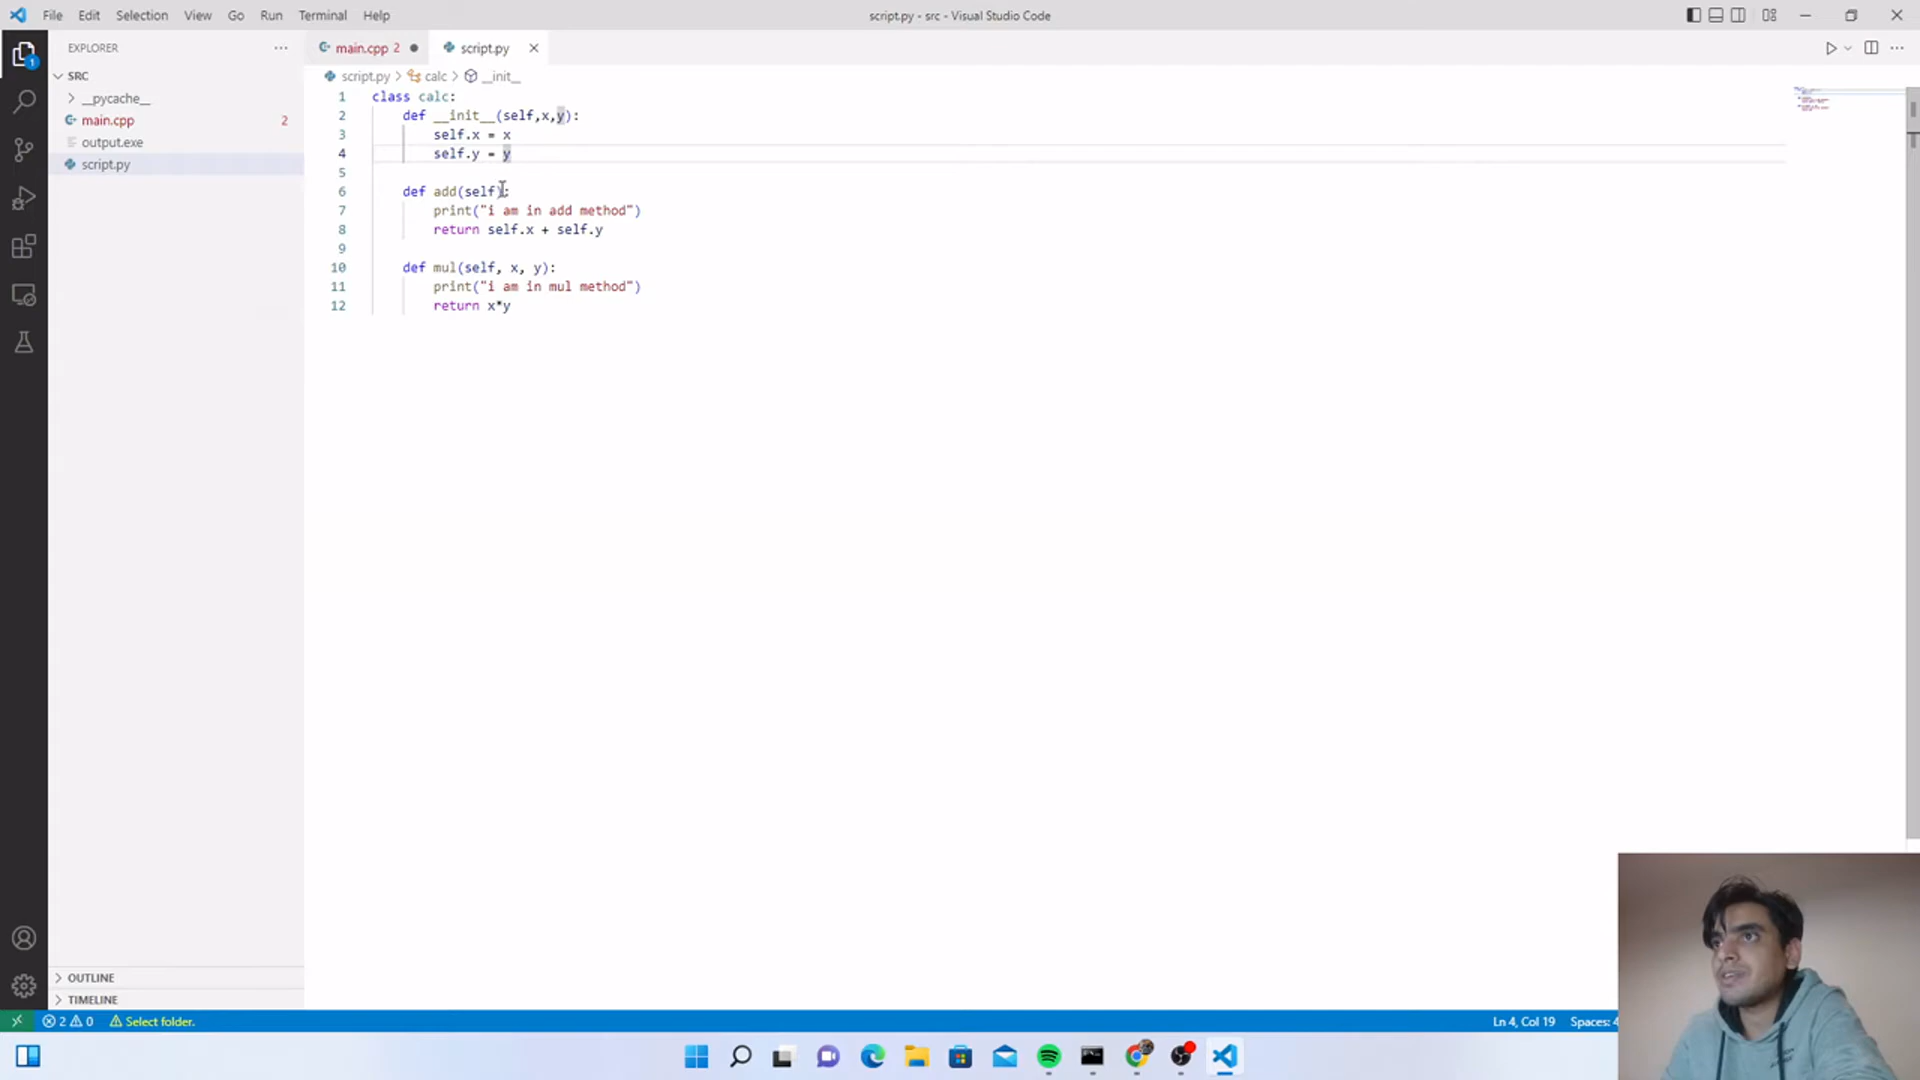 File Edit Selection View Go Run Terminal Help script.py - src - Visual Studio Code
EXPLORER
main.cpp 2
script.py
SRC
script.py > calc > __init__
__pycache__
main.cpp 2
output.exe
script.py
1 class calc:
2 def __init__(self,x,y):
3 self.x = x
4 self.y = y
5
6 def add(self):
7 print("i am in add method")
8 return self.x + self.y
9
10 def mul(self, x, y):
11 print("i am in mul method")
12 return x*y
OUTLINE
TIMELINE
2 0 Select folder. Ln 4, Col 19 Spaces: 4